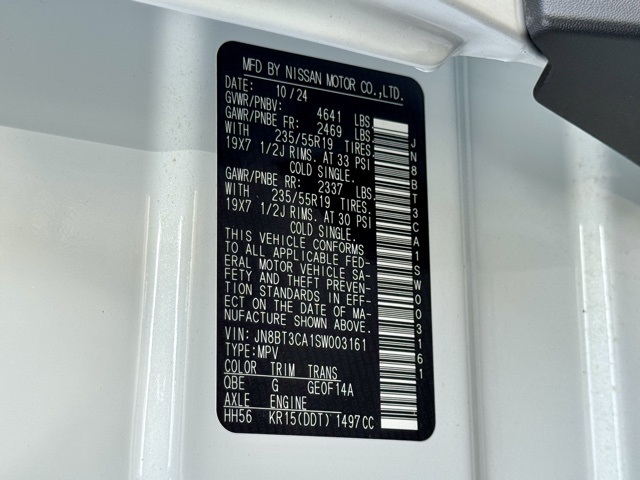 MFD BY NISSAN MOTOR CO.,LTD.
DATE: 10/24
GVWR/PNBV: 4641 LBS
GAWR/PNBE FR: 2469 LBS
WITH 235/55R19 TIRES.
19X7 1/2J RIMS. AT 33 PSI
COLD SINGLE.
GAWR/PNBE RR: 2337 LBS.
WITH 235/55R19 TIRES.
19X7 1/2J RIMS. AT 30 PSI
COLD SINGLE.
THIS VEHICLE CONFORMS
TO ALL APPLICABLE FED-
ERAL MOTOR VEHICLE SA-
FETY AND THEFT PREVEN-
TION STANDARDS IN EFF-
ECT ON THE DATE OF MA-
NUFACTURE SHOWN ABOVE.
VIN: JN8BT3CA1SW003161
TYPE:MPV
COLOR TRIM TRANS
QBE G GE0F14A
AXLE ENGINE
HH56 KR15(DDT) 1497CC
JN8BT3CA1SW003161